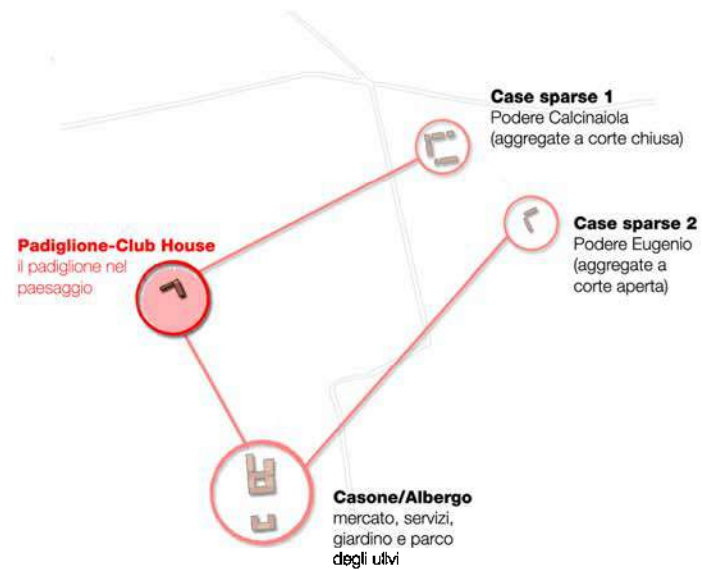 Case sparse 1
Podere Calcinaiola
(aggregate a corte chiusa)
Case sparse 2
Podere Eugenio
(aggregate a
corte aperta)
Padiglione-Club House
il padiglione nel
paesaggio
Casone/Albergo
mercato, servizi,
giardino e parco
degli ulivi